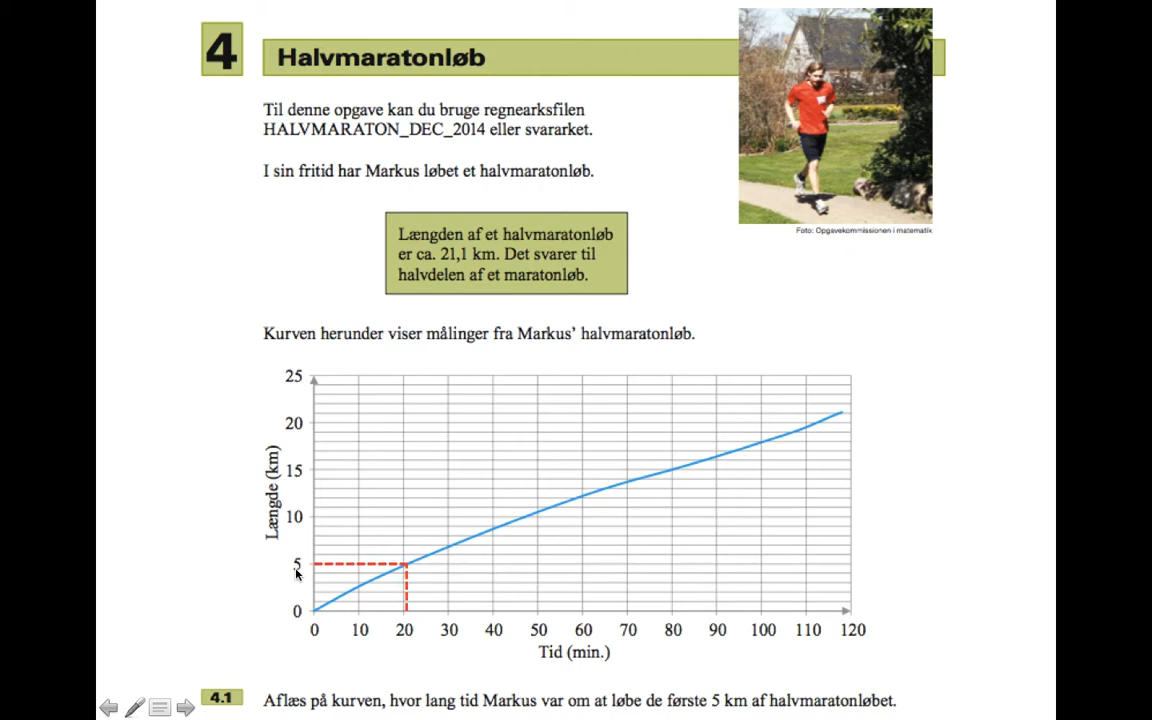 4
Halvmaratonløb
Til denne opgave kan du bruge regnearksfilen
HALVMARATON_DEC_2014 eller svararket.
I sin fritid har Markus løbet et halvmaratonløb.
Foto: Opgavekommissionen i matematik
Længden af et halvmaratonløb
er ca. 21,1 km. Det svarer til
halvdelen af et maratonløb.
Kurven herunder viser målinger fra Markus’ halvmaratonløb.
25
20
15
10
5
0
Længde (km)
0 10 20 30 40 50 60 70 80 90 100 110 120
Tid (min.)
4.1 Aflæs på kurven, hvor lang tid Markus var om at løbe de første 5 km af halvmaratonløbet.